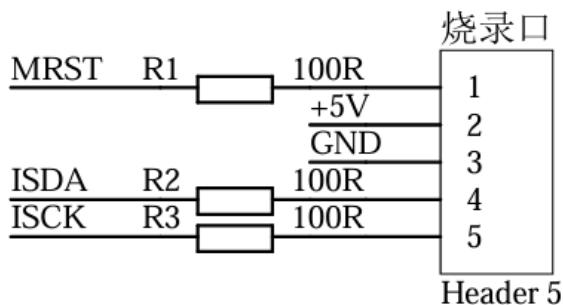 烧录口
MRST R1 100R 1
+5V 2
GND 3
ISDA R2 100R 4
ISCK R3 100R 5
Header 5